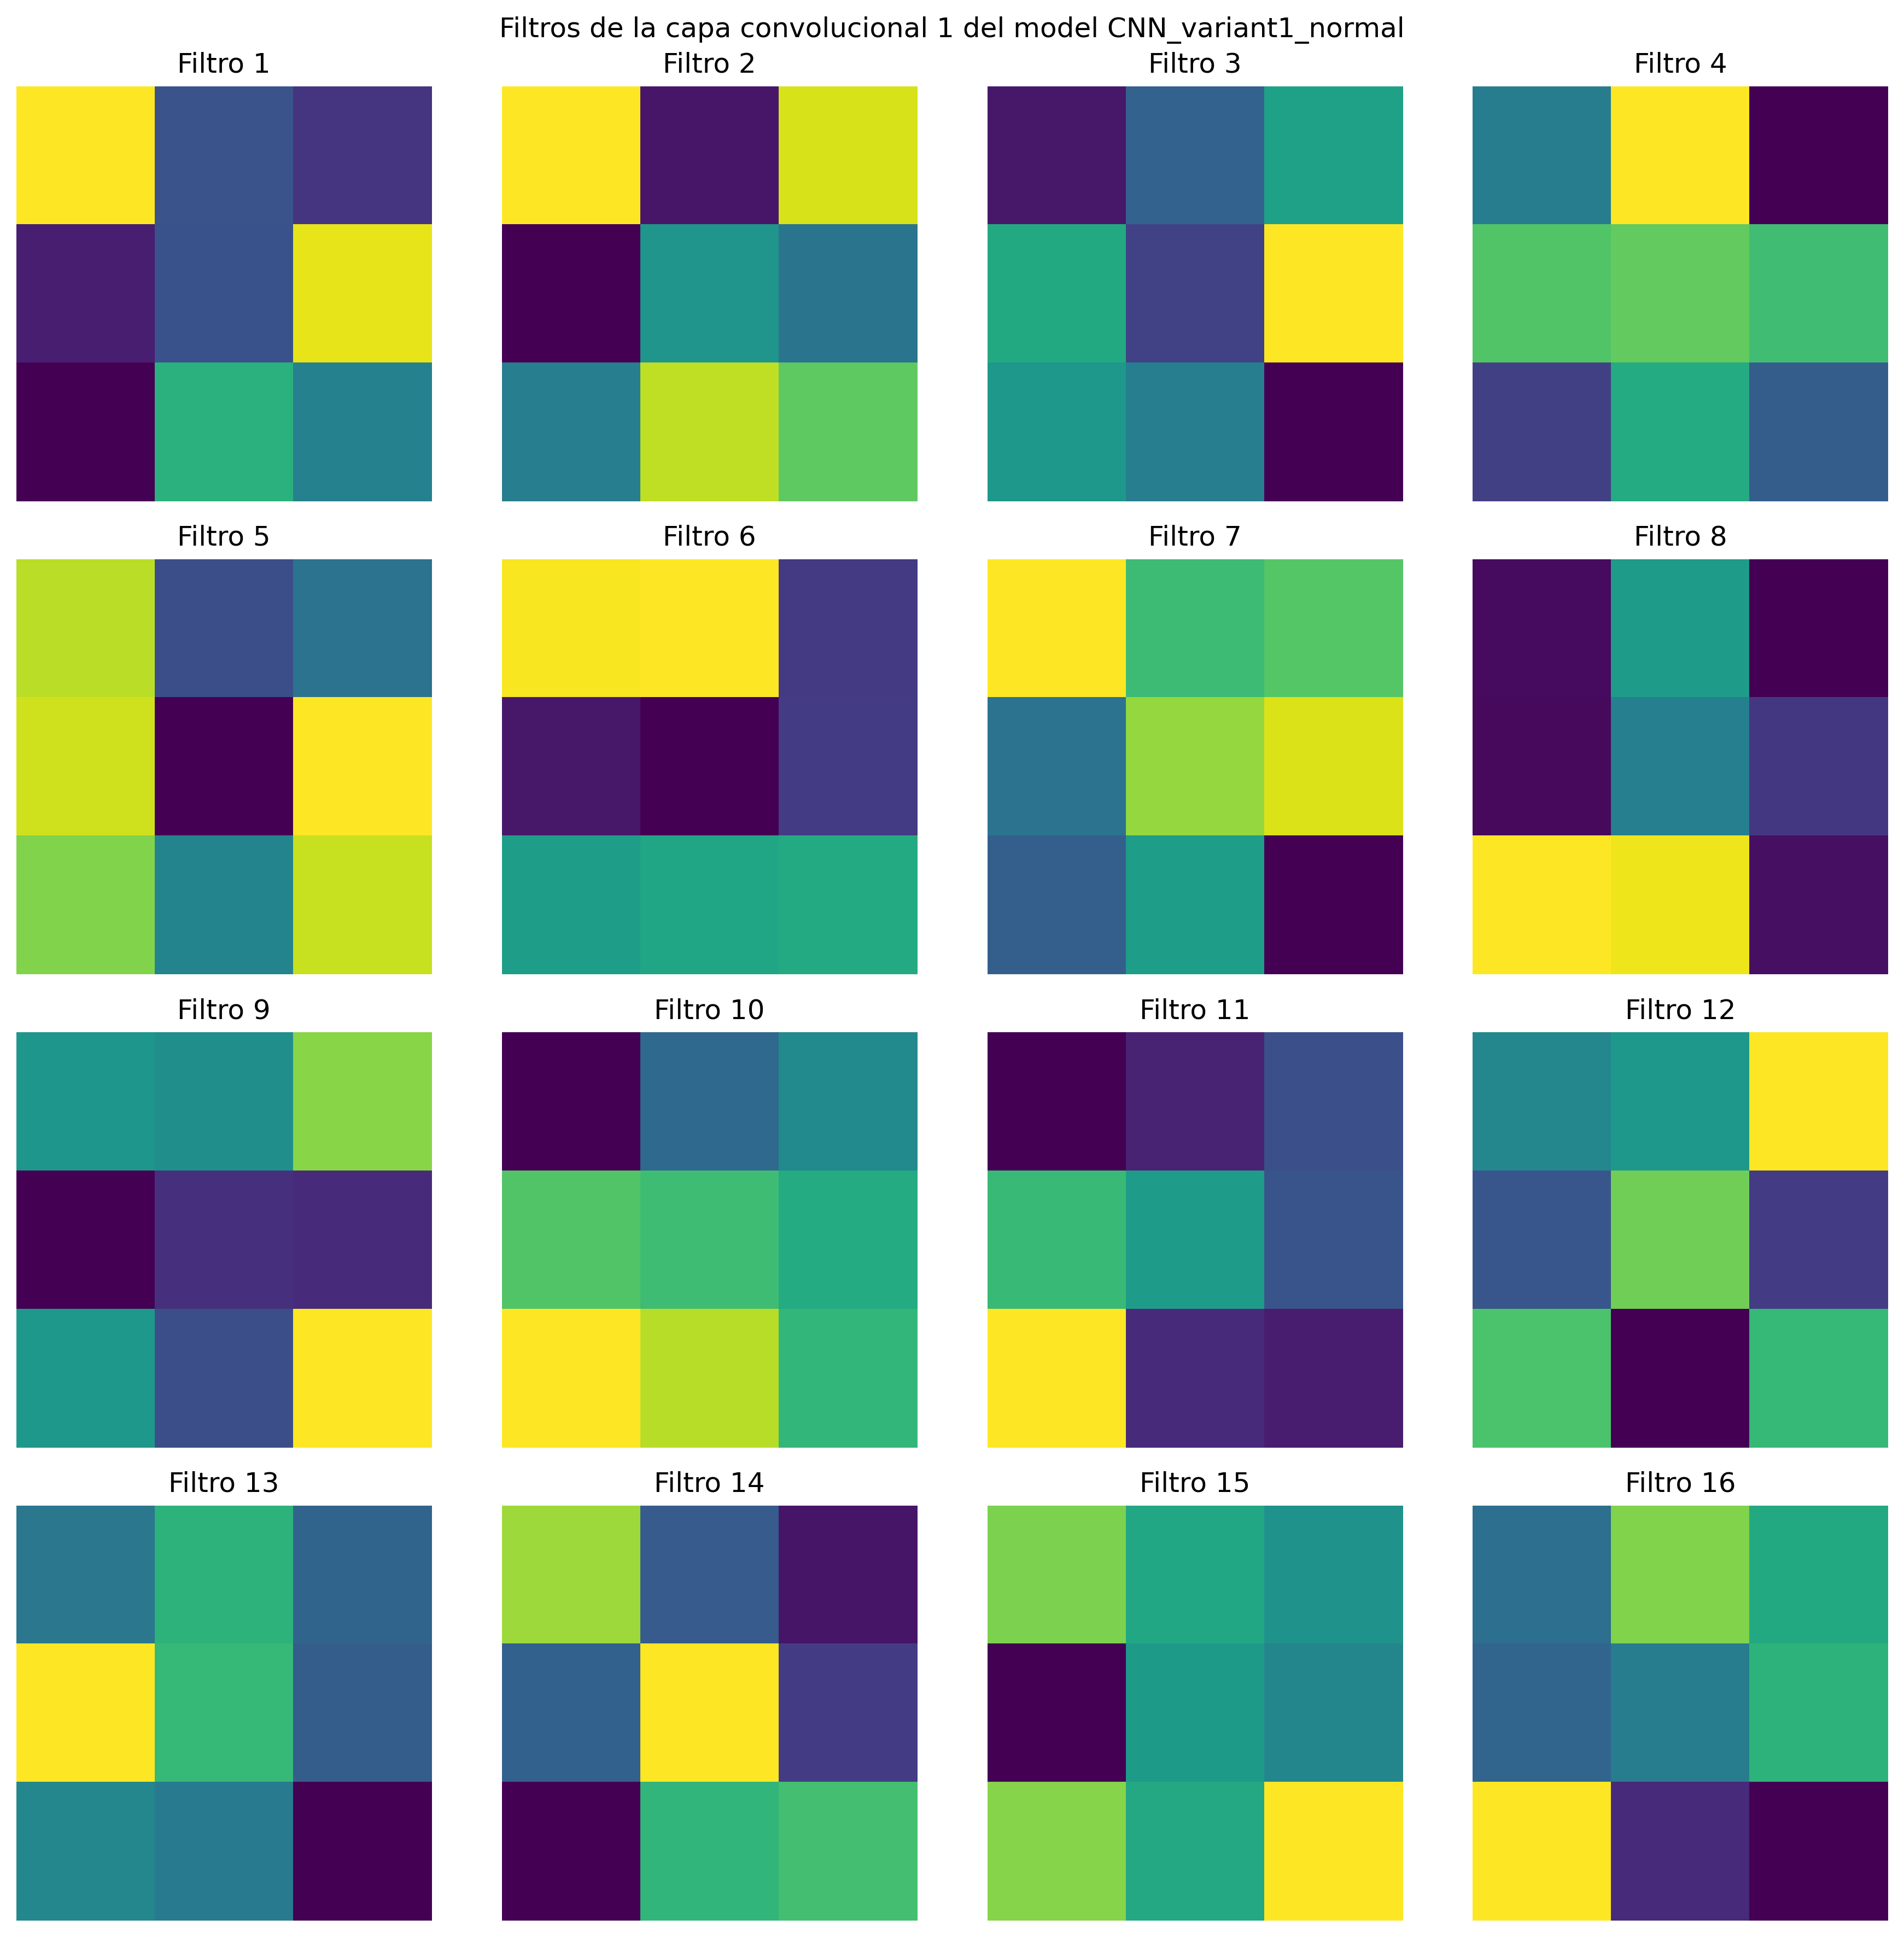 Filtros de la capa convolucional 1 del model CNN_variant1_normal
Filtro 1
Filtro 2
Filtro 3
Filtro 4
Filtro 5
Filtro 6
Filtro 7
Filtro 8
Filtro 9
Filtro 10
Filtro 11
Filtro 12
Filtro 13
Filtro 14
Filtro 15
Filtro 16